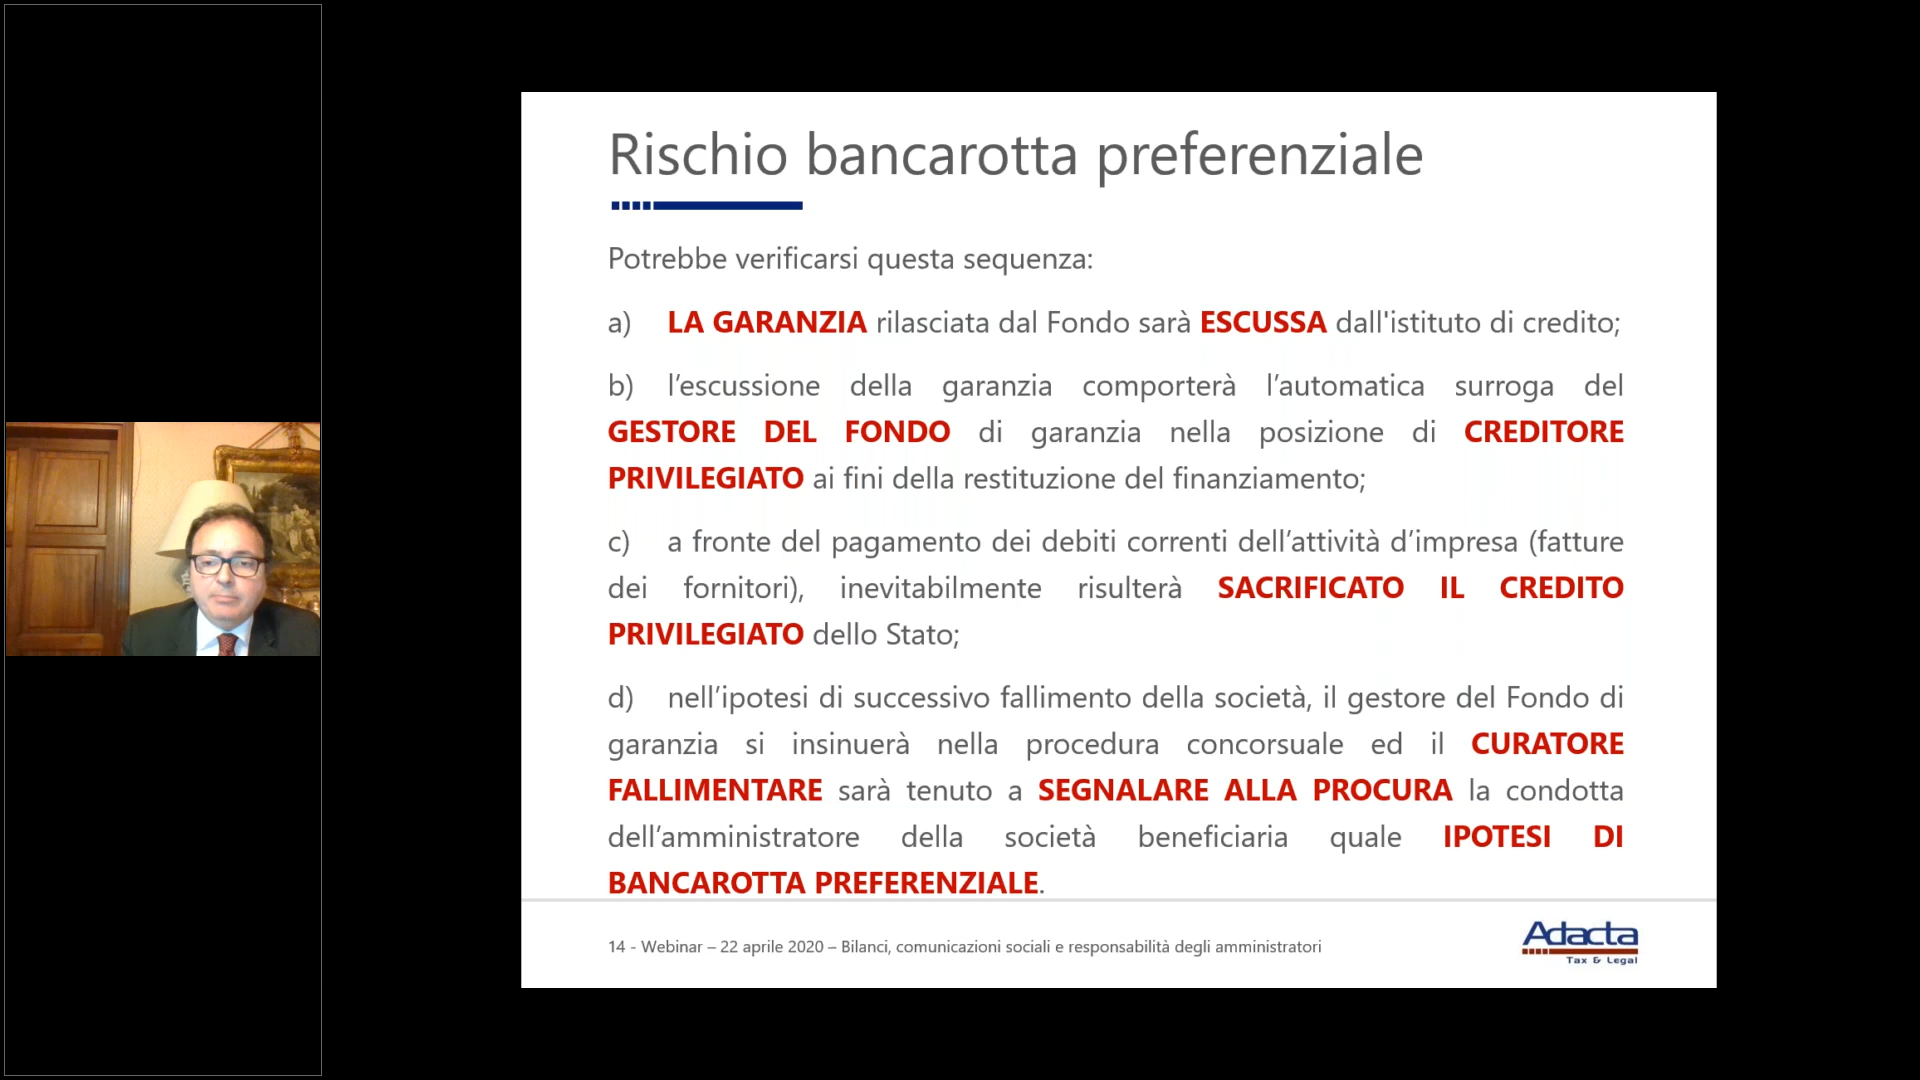 Rischio bancarotta preferenziale
Potrebbe verificarsi questa sequenza:
a) LA GARANZIA rilasciata dal Fondo sarà ESCUSSA dall'istituto di credito;
b) l’escussione della garanzia comporterà l’automatica surroga del
GESTORE DEL FONDO di garanzia nella posizione di CREDITORE
PRIVILEGIATO ai fini della restituzione del finanziamento;
c) a fronte del pagamento dei debiti correnti dell’attività d’impresa (fatture
dei fornitori), inevitabilmente risulterà SACRIFICATO IL CREDITO
PRIVILEGIATO dello Stato;
d) nell’ipotesi di successivo fallimento della società, il gestore del Fondo di
garanzia si insinuerà nella procedura concorsuale ed il CURATORE
FALLIMENTARE sarà tenuto a SEGNALARE ALLA PROCURA la condotta
dell’amministratore della società beneficiaria quale IPOTESI DI
BANCAROTTA PREFERENZIALE.
14 - Webinar – 22 aprile 2020 – Bilanci, comunicazioni sociali e responsabilità degli amministratori
Adacta
Tax & Legal